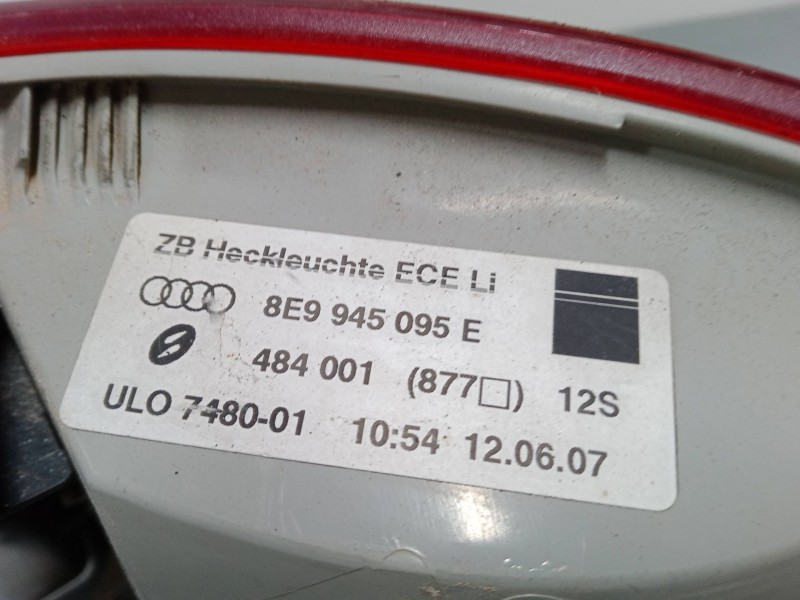 ZB Heckleuchte ECE Li
8E9 945 095 E
484 001 (877□) 12S
ULO 7480-01 10:54 12.06.07